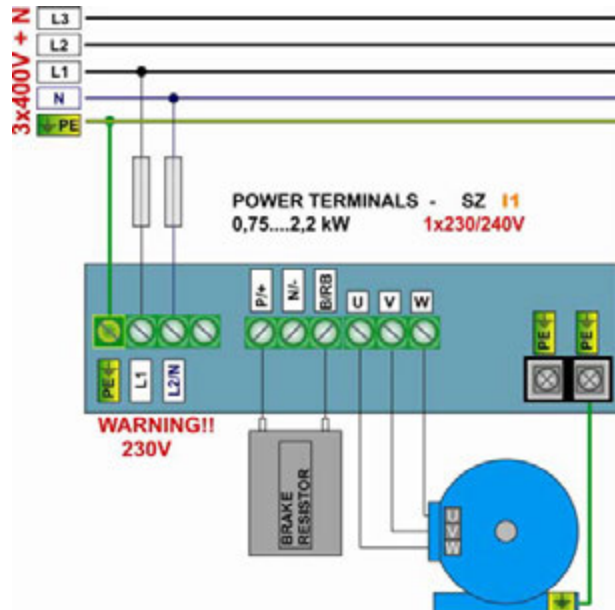 3x400V + N
L3
L2
L1
N
PE
POWER TERMINALS - SZ I1
0,75....2,2 kW 1x230/240V
P/+
N/-
B/RB
U
V
W
PE
PE
PE
L1
L2/N
WARNING!!
230V
BRAKE
RESISTOR
U
V
W